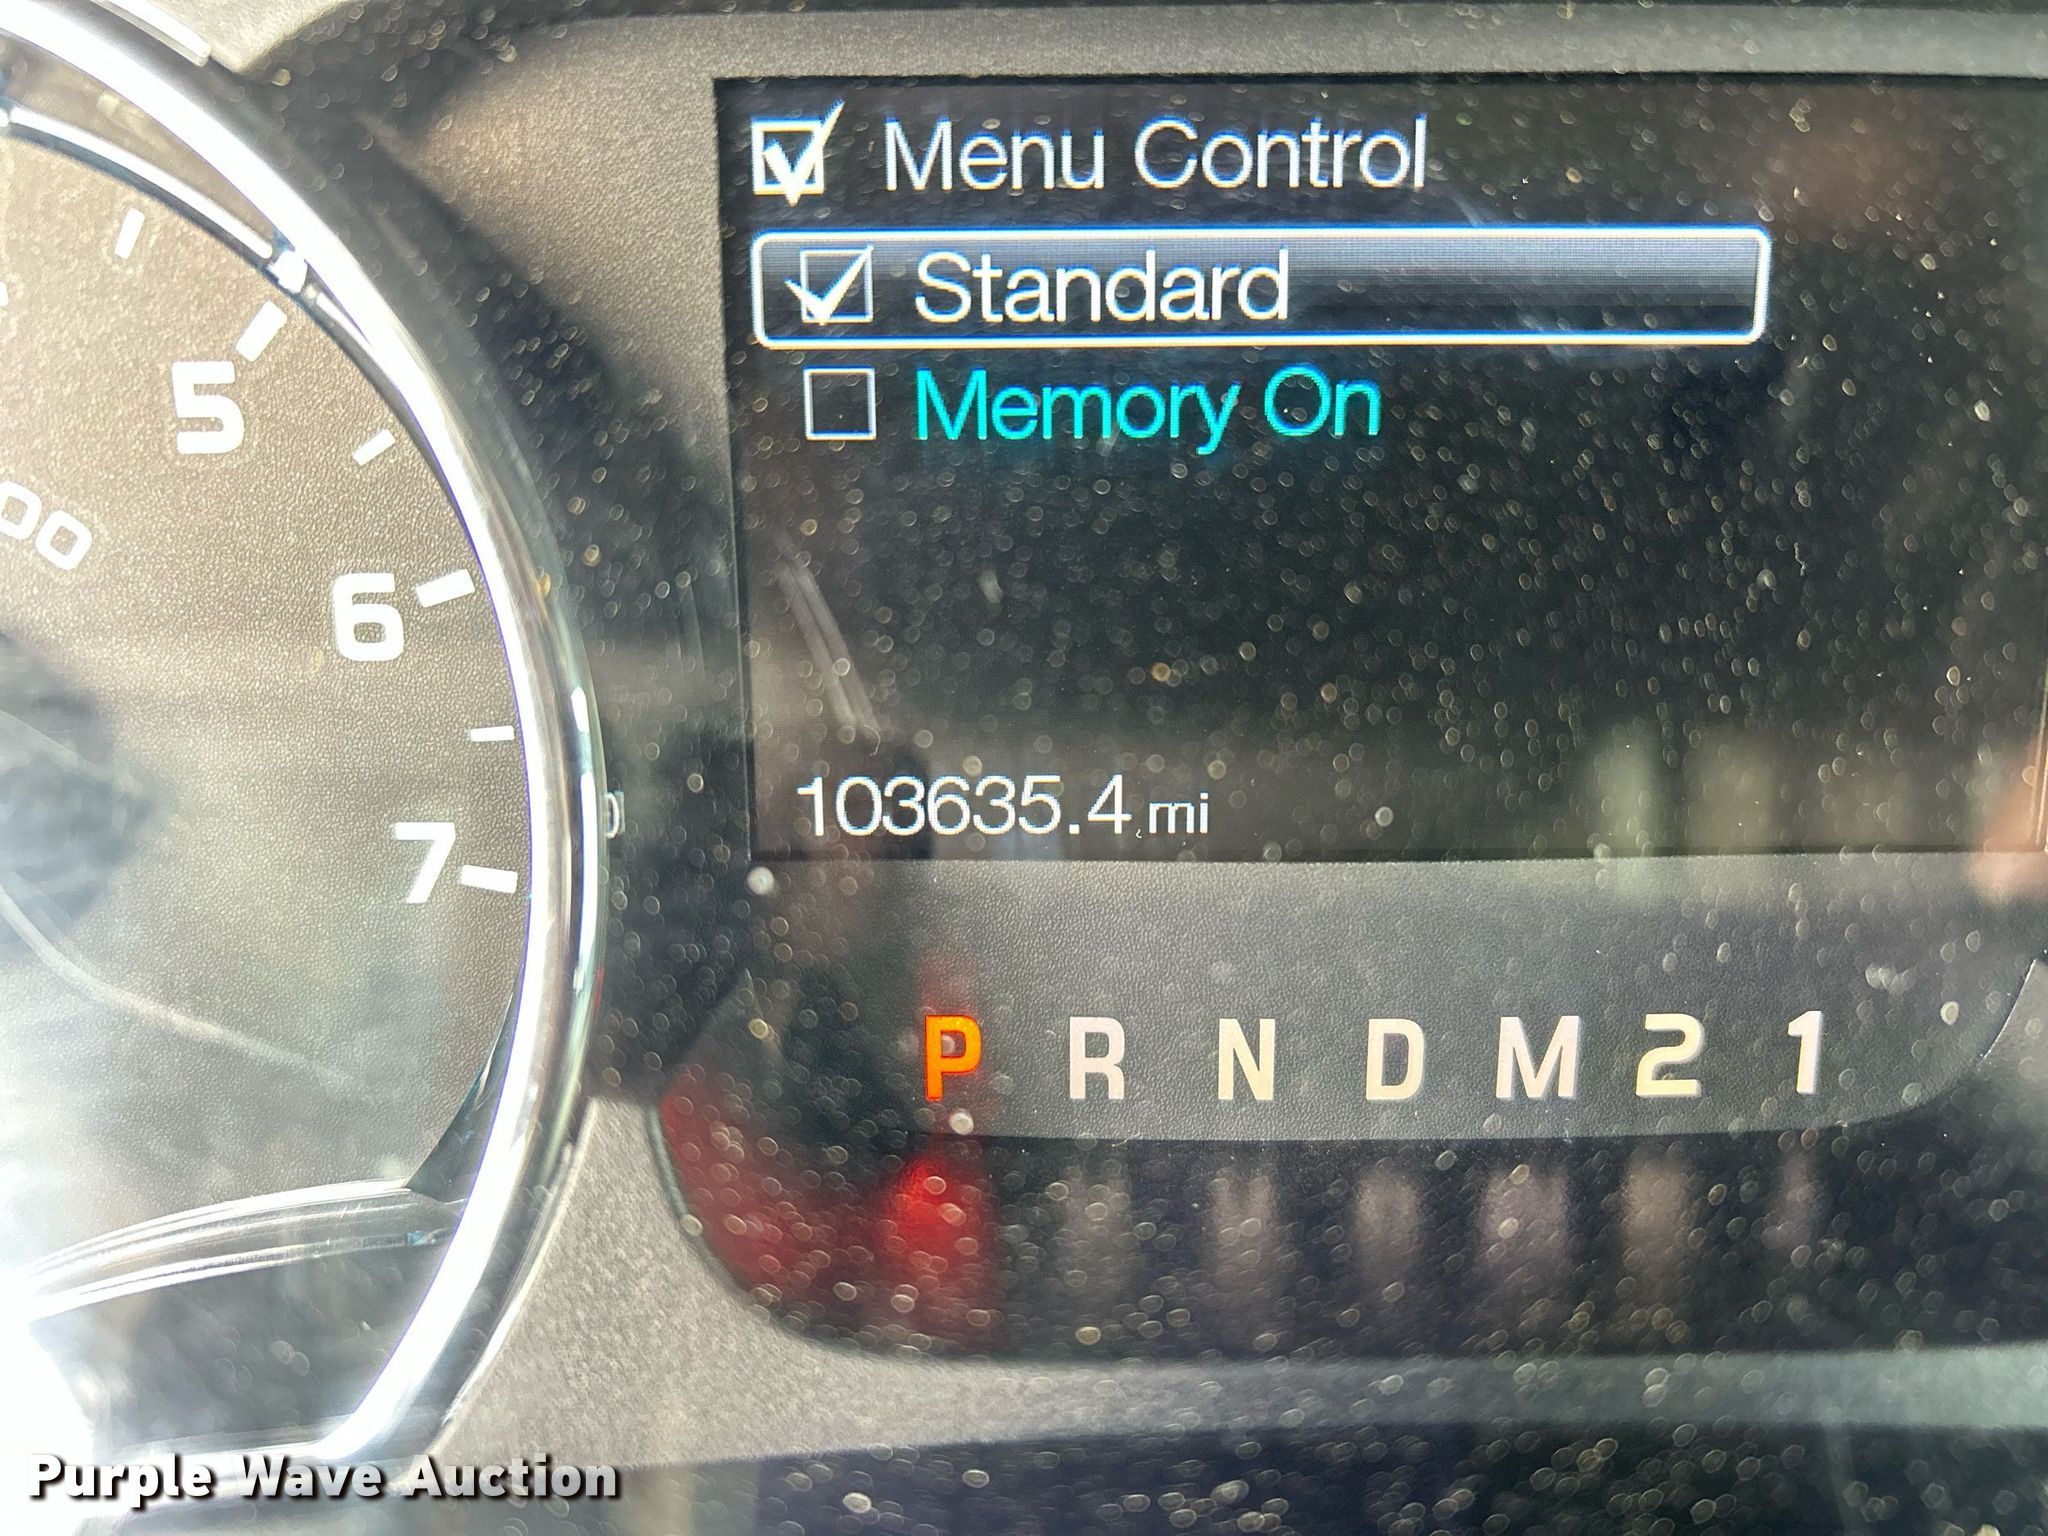 Menu Control
Standard
Memory On
5
6
7
103635.4 mi
P R N D M 2 1
Purple Wave Auction